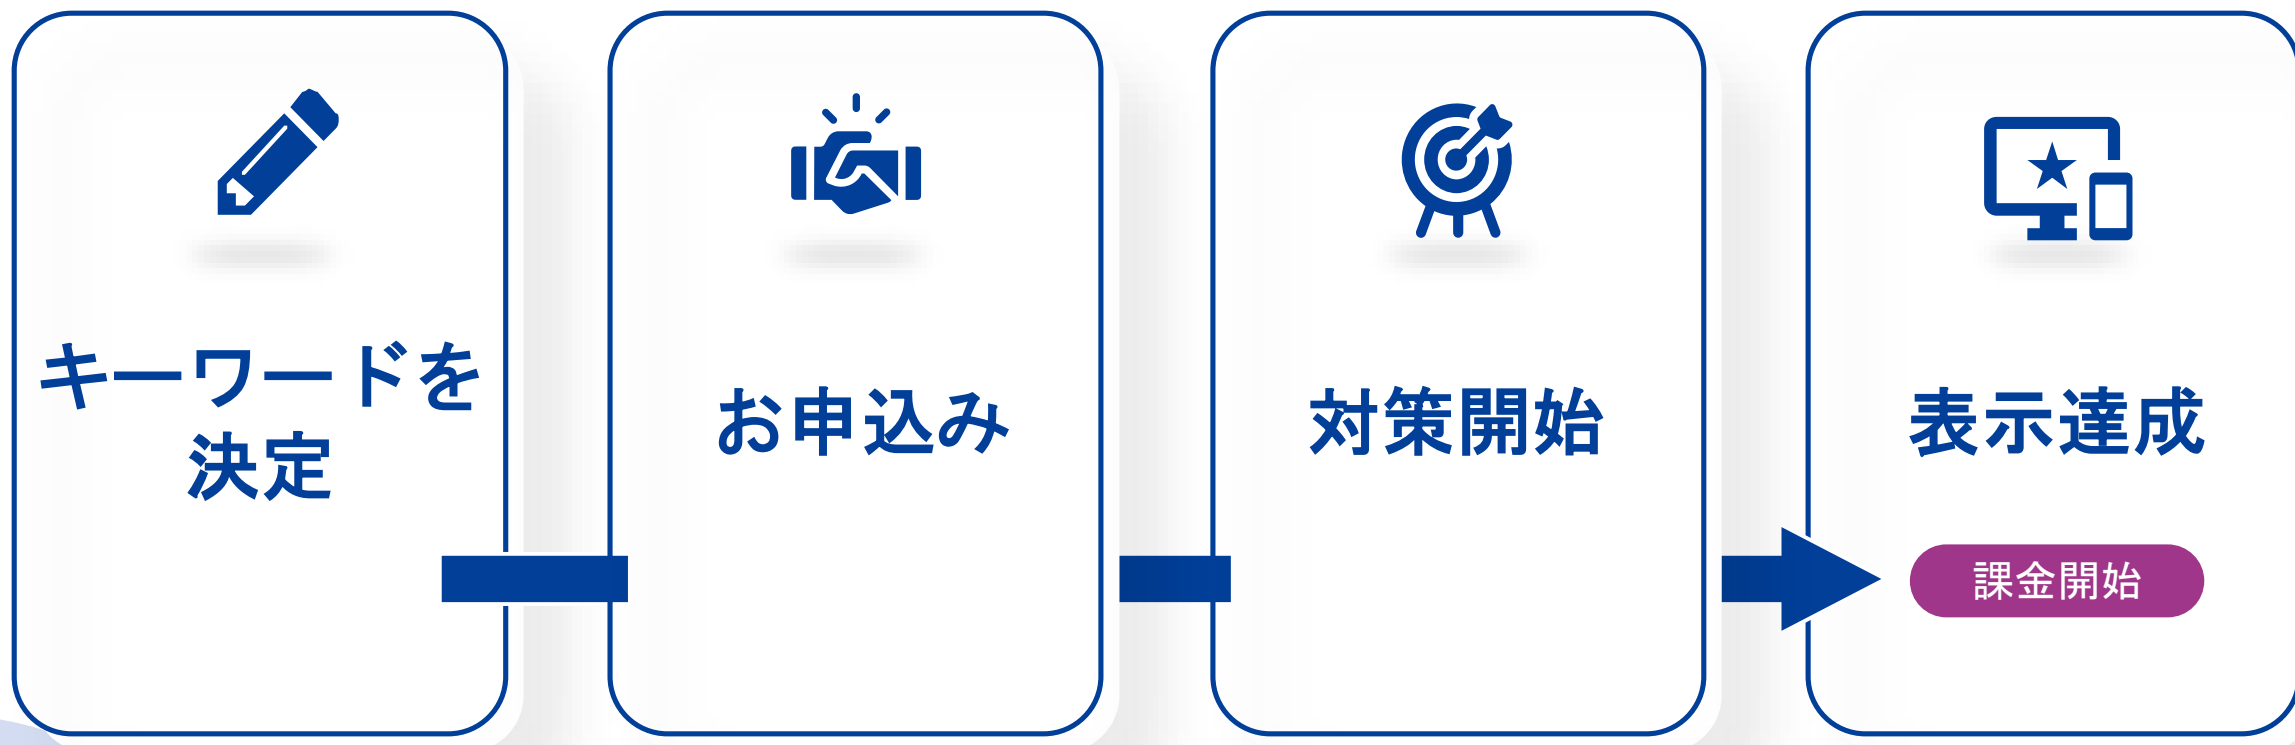 キーワードを
決定
お申込み
対策開始
表示達成
課金開始